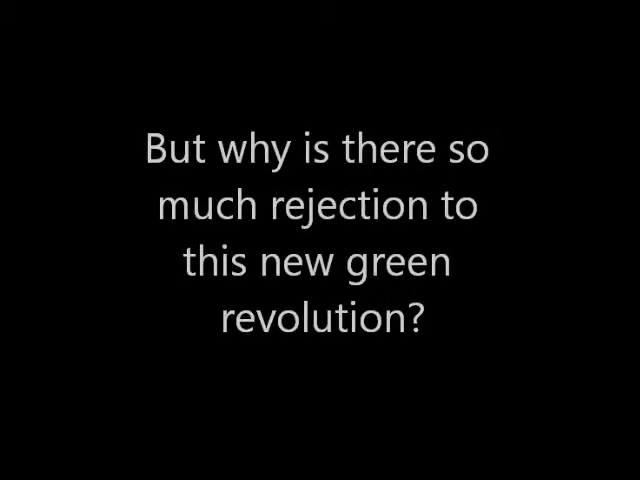 But why is there so
much rejection to
this new green
revolution?